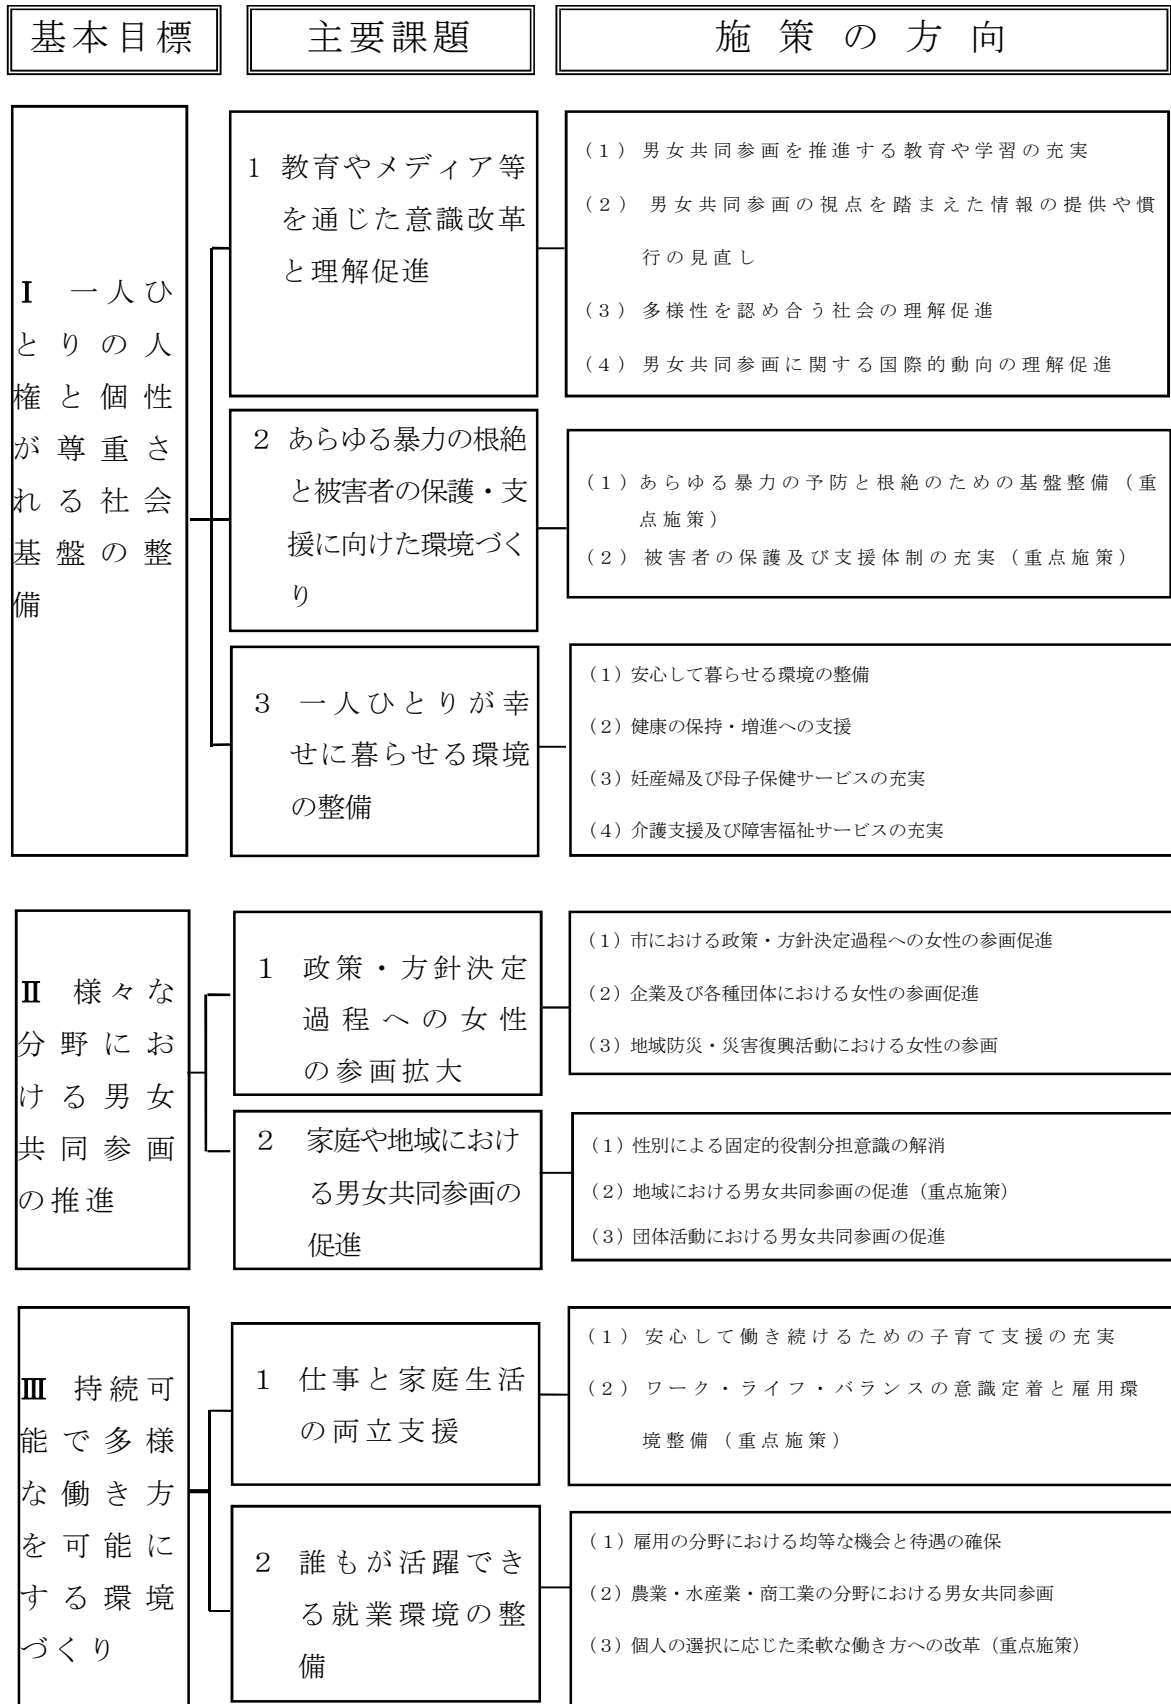 基本目標
主要課題
施策の方向
Ⅰ 一人ひ
とりの人
権と個性
が尊重さ
れる社会
基盤の整
備
1 教育やメディア等
を通じた意識改革
と理解促進
(1) 男女共同参画を推進する教育や学習の充実
(2) 男女共同参画の視点を踏まえた情報の提供や慣
行の見直し
(3) 多様性を認め合う社会の理解促進
(4) 男女共同参画に関する国際的動向の理解促進
2 あらゆる暴力の根絶
と被害者の保護・支
援に向けた環境づく
り
(1)あらゆる暴力の予防と根絶のための基盤整備(重
点施策)
(2) 被害者の保護及び支援体制の充実(重点施策)
3 一人ひとりが幸
せに暮らせる環境
の整備
(1)安心して暮らせる環境の整備
(2)健康の保持・増進への支援
(3)妊産婦及び母子保健サービスの充実
(4)介護支援及び障害福祉サービスの充実
Ⅱ 様々な
分野にお
ける男女
共同参画
の推進
1 政策・方針決定
過程への女性
の参画拡大
(1)市における政策・方針決定過程への女性の参画促進
(2)企業及び各種団体における女性の参画促進
(3)地域防災・災害復興活動における女性の参画
2 家庭や地域におけ
る男女共同参画の
促進
(1)性別による固定的役割分担意識の解消
(2)地域における男女共同参画の促進(重点施策)
(3)団体活動における男女共同参画の促進
Ⅲ 持続可
能で多様
な働き方
を可能に
する環境
づくり
1 仕事と家庭生活
の両立支援
(1) 安心して働き続けるための子育て支援の充実
(2) ワーク・ライフ・バランスの意識定着と雇用環
境整備(重点施策)
2 誰もが活躍でき
る就業環境の整
備
(1)雇用の分野における均等な機会と待遇の確保
(2)農業・水産業・商工業の分野における男女共同参画
(3)個人の選択に応じた柔軟な働き方への改革(重点施策)